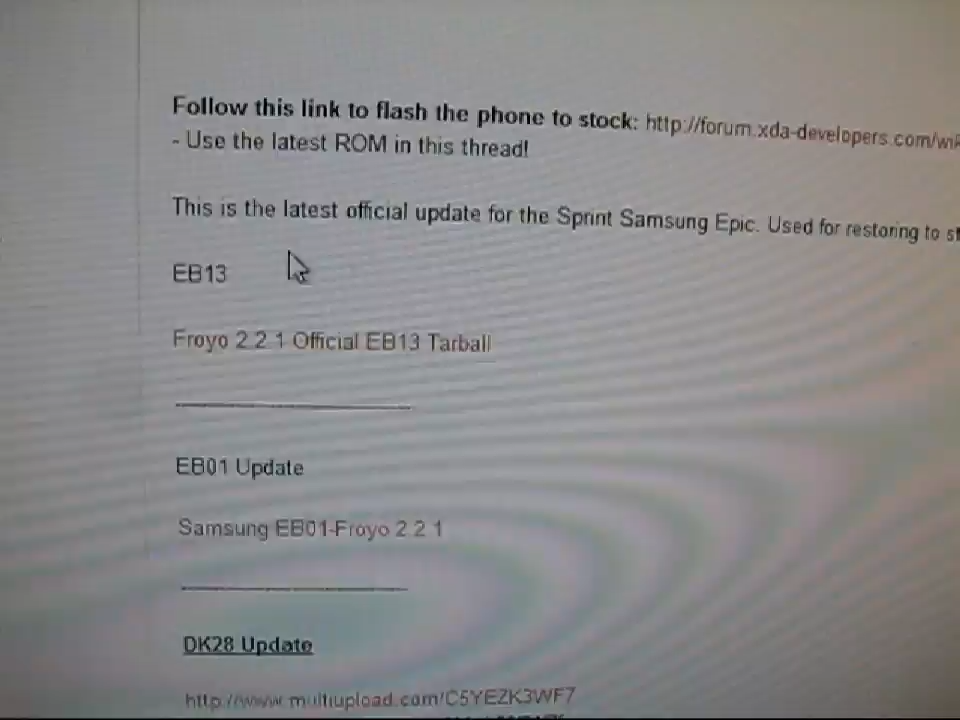 Follow this link to flash the phone to stock: http://forum.xda-developers.com/wi
- Use the latest ROM in this thread!
This is the latest official update for the Sprint Samsung Epic. Used for restoring to st
EB13
Froyo 2.2.1 Official EB13 Tarball
EB01 Update
Samsung EB01-Froyo 2.2.1
DK28 Update
http://www.multiupload.com/C5YEZK3WF7